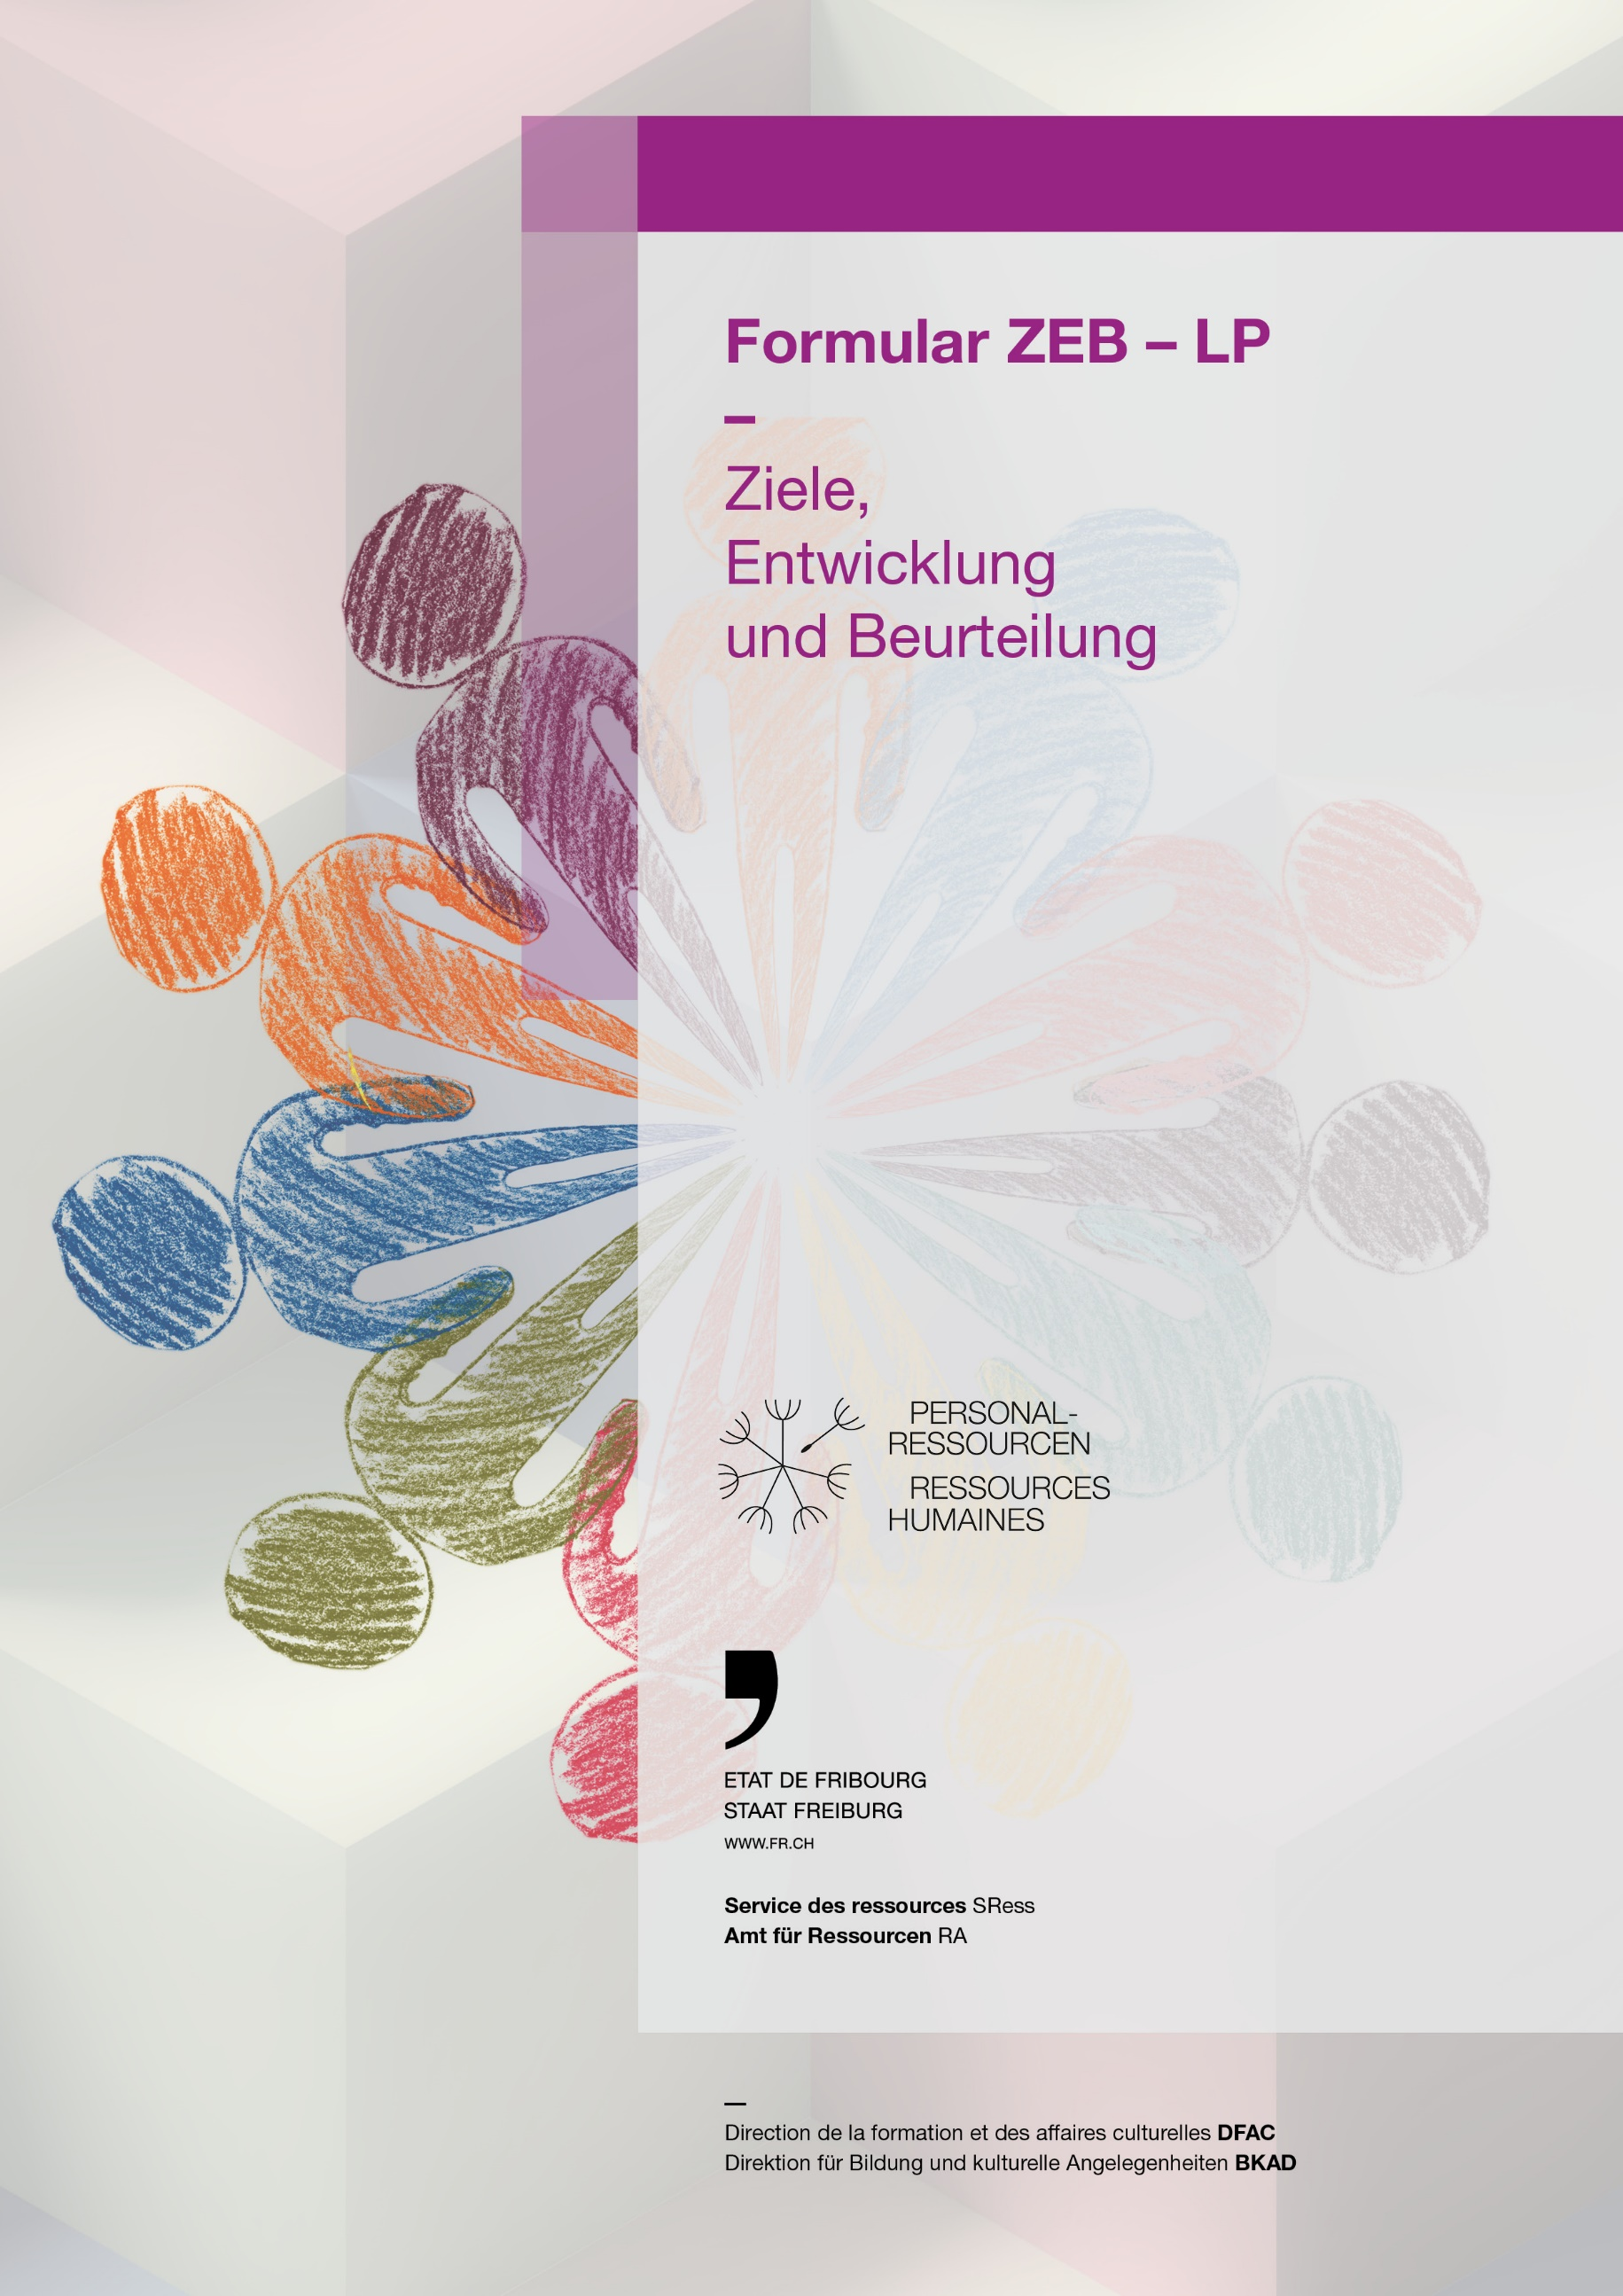 Formular ZEB – LP
–
Ziele,
Entwicklung
und Beurteilung
PERSONAL-
RESSOURCEN
RESSOURCES
HUMAINES
ETAT DE FRIBOURG
STAAT FREIBURG
WWW.FR.CH
Service des ressources SRess
Amt für Ressourcen RA
—
Direction de la formation et des affaires culturelles DFAC
Direktion für Bildung und kulturelle Angelegenheiten BKAD